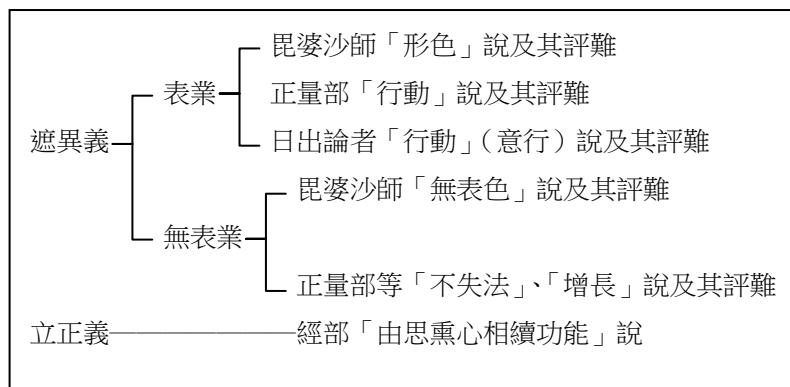 毘婆沙師「形色」說及其評難
表業
正量部「行動」說及其評難
遮異義
日出論者「行動」（意行）說及其評難
毘婆沙師「無表色」說及其評難
無表業
正量部等「不失法」、「增長」說及其評難
立正義 經部「由思熏心相續功能」說